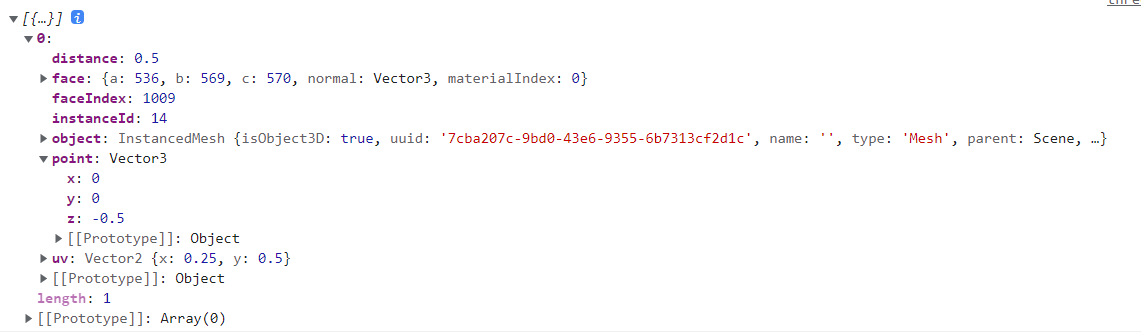 thre
▼[{…}] i
▼0:
distance: 0.5
▶face: {a: 536, b: 569, c: 570, normal: Vector3, materialIndex: 0}
faceIndex: 1009
instanceId: 14
▶object: InstancedMesh {isObject3D: true, uuid: '7cba207c-9bd0-43e6-9355-6b7313cf2d1c', name: '', type: 'Mesh', parent: Scene, …}
▼point: Vector3
x: 0
y: 0
z: -0.5
▶[[Prototype]]: Object
▶uv: Vector2 {x: 0.25, y: 0.5}
▶[[Prototype]]: Object
length: 1
▶[[Prototype]]: Array(0)